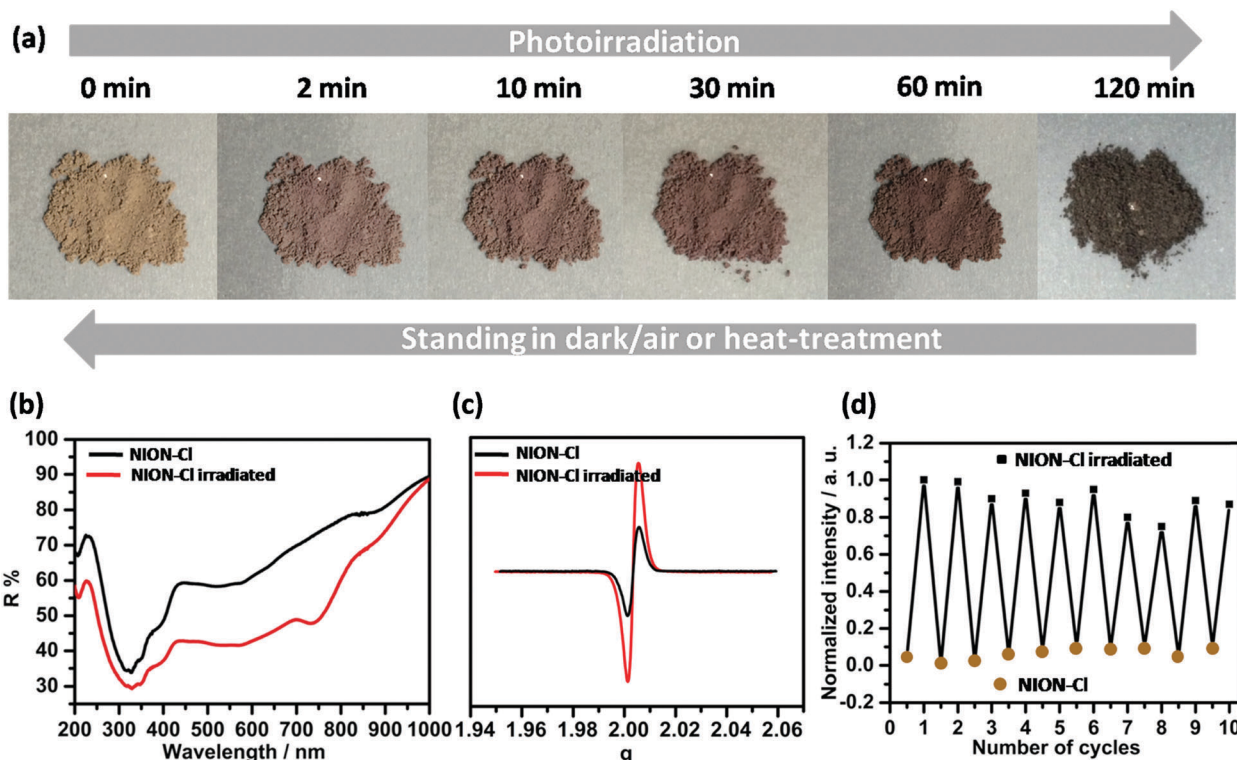 (a)
Photoirradiation
0 min 2 min 10 min 30 min 60 min 120 min
Standing in dark/air or heat-treatment
(b)
100
90
80
70
60
50
40
30
R %
NION-Cl
NION-Cl irradiated
200 300 400 500 600 700 800 900 1000
Wavelength / nm
(c)
NION-Cl
NION-Cl irradiated
1.94 1.96 1.98 2.00 2.02 2.04 2.06
g
(d)
1.2
1.0
0.8
0.6
0.4
0.2
0.0
-0.2
Normalized intensity / a. u.
NION-Cl irradiated
NION-Cl
0 1 2 3 4 5 6 7 8 9 10
Number of cycles